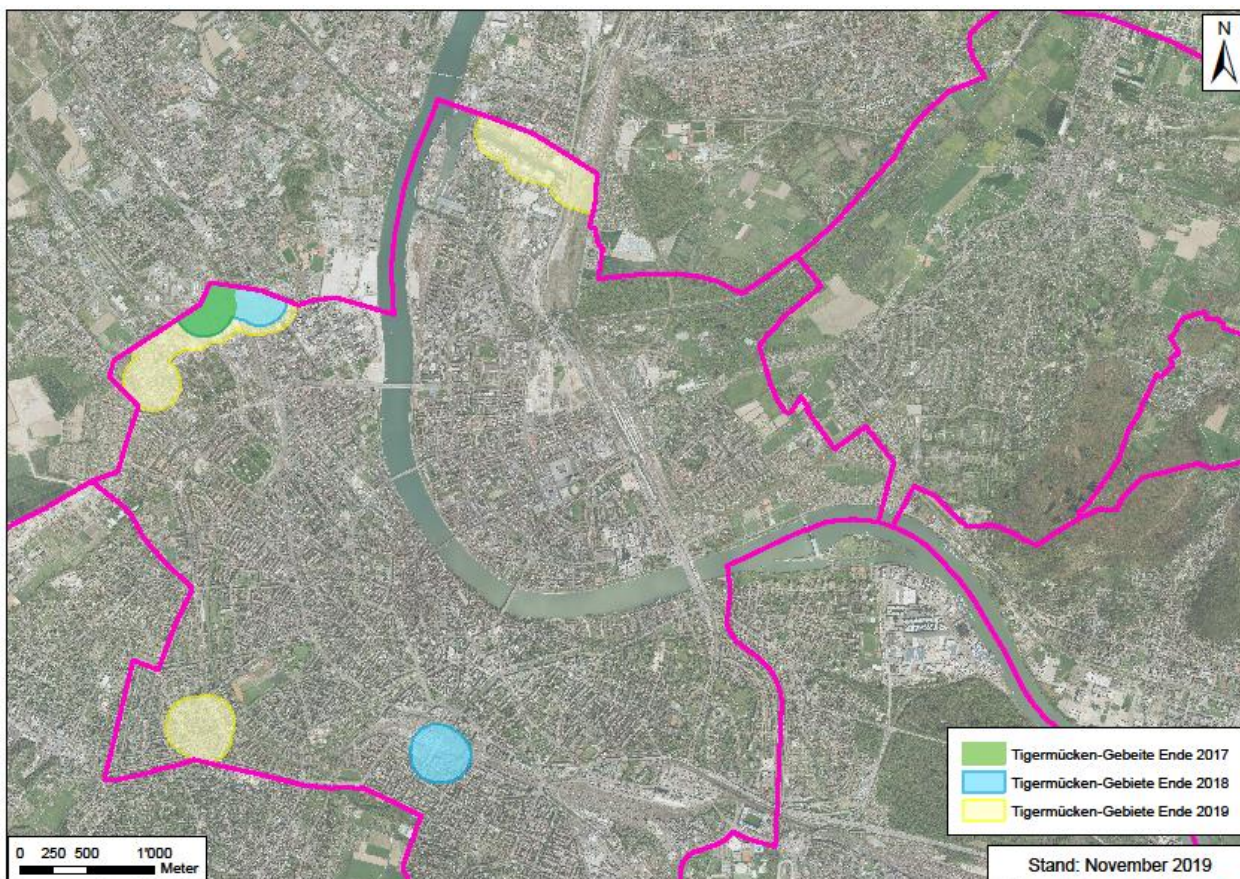 N
Tigermücken-Gebeite Ende 2017
Tigermücken-Gebiete Ende 2018
Tigermücken-Gebiete Ende 2019
0 250 500 1'000
Meter
Stand: November 2019